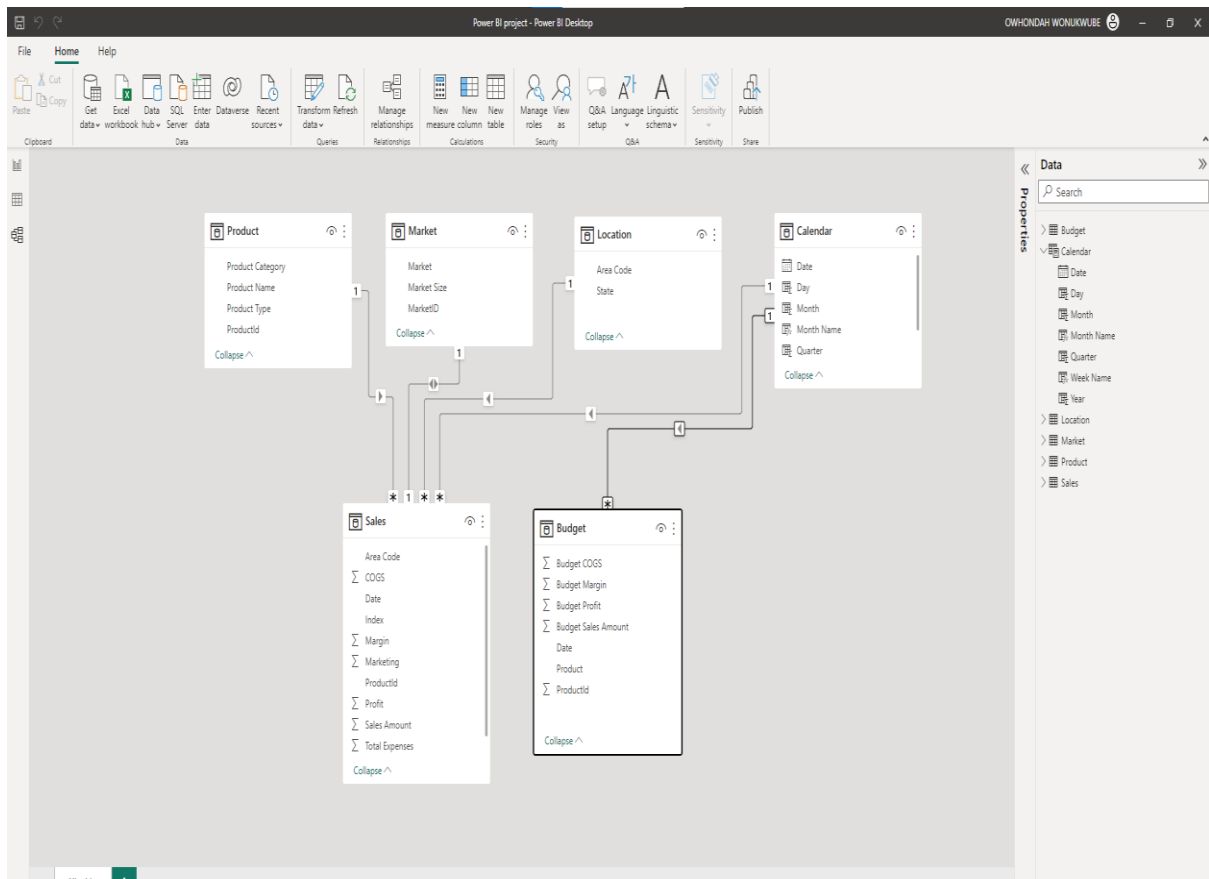 Power BI project - Power BI Desktop
OWHONDAH WONUKWUBE
File Home Help
Paste
Cut
Copy
Clipboard
Get data
Excel workbook
Data hub
SQL Server
Enter data
Dataverse
Recent sources
Data
Transform data
Refresh
Queries
Manage relationships
Relationships
New measure
New column
New table
Calculations
Manage roles
View as
Security
Q&A setup
Language
Linguistic schema
Q&A
Sensitivity
Sensitivity
Publish
Share
Product
Product Category
Product Name
Product Type
ProductId
Collapse
Market
Market
Market Size
MarketID
Collapse
Location
Area Code
State
Collapse
Calendar
Date
Day
Month
Month Name
Quarter
Collapse
1
1
1
1
1
* 1 * *
*
Sales
Area Code
COGS
Date
Index
Margin
Marketing
ProductId
Profit
Sales Amount
Total Expenses
Collapse
Budget
Budget COGS
Budget Margin
Budget Profit
Budget Sales Amount
Date
Product
ProductId
Collapse
Properties
Data
Search
Budget
Calendar
Date
Day
Month
Month Name
Quarter
Week Name
Year
Location
Market
Product
Sales